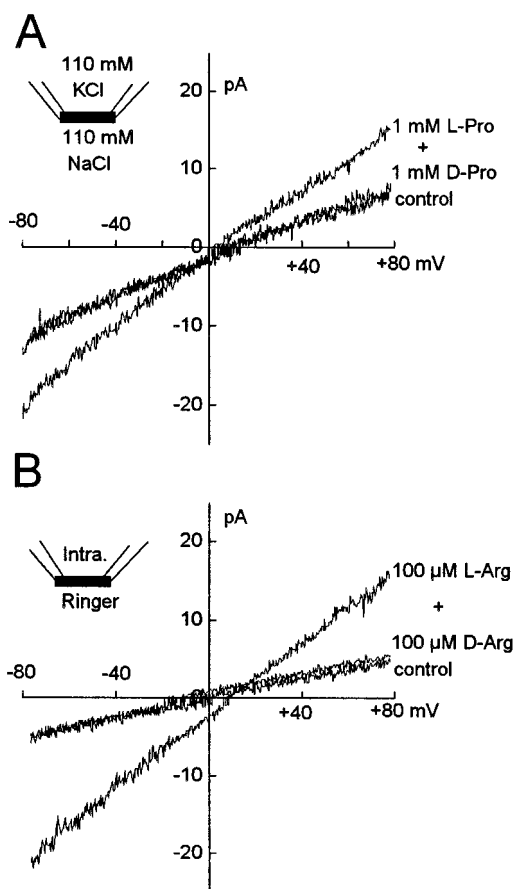 A
110 mM
KCl
110 mM
NaCl
pA
20
10
0
-10
-20
-80
-40
+40
+80 mV
1 mM L-Pro
+
1 mM D-Pro
control
B
Intra.
Ringer
pA
20
10
0
-10
-20
-80
-40
+40
+80 mV
100 µM L-Arg
+
100 µM D-Arg
control